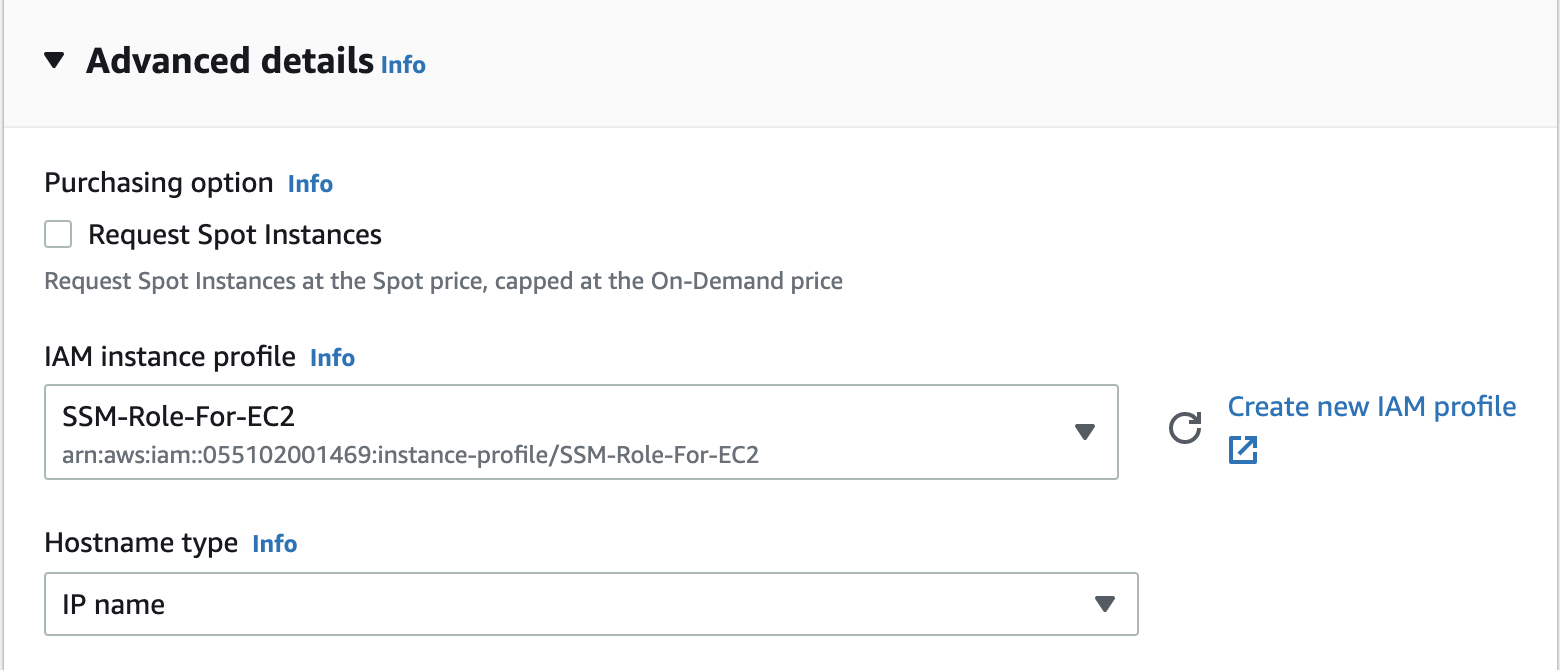 Advanced details Info
Purchasing option Info
Request Spot Instances
Request Spot Instances at the Spot price, capped at the On-Demand price
IAM instance profile Info
SSM-Role-For-EC2
arn:aws:iam::055102001469:instance-profile/SSM-Role-For-EC2
Create new IAM profile
Hostname type Info
IP name